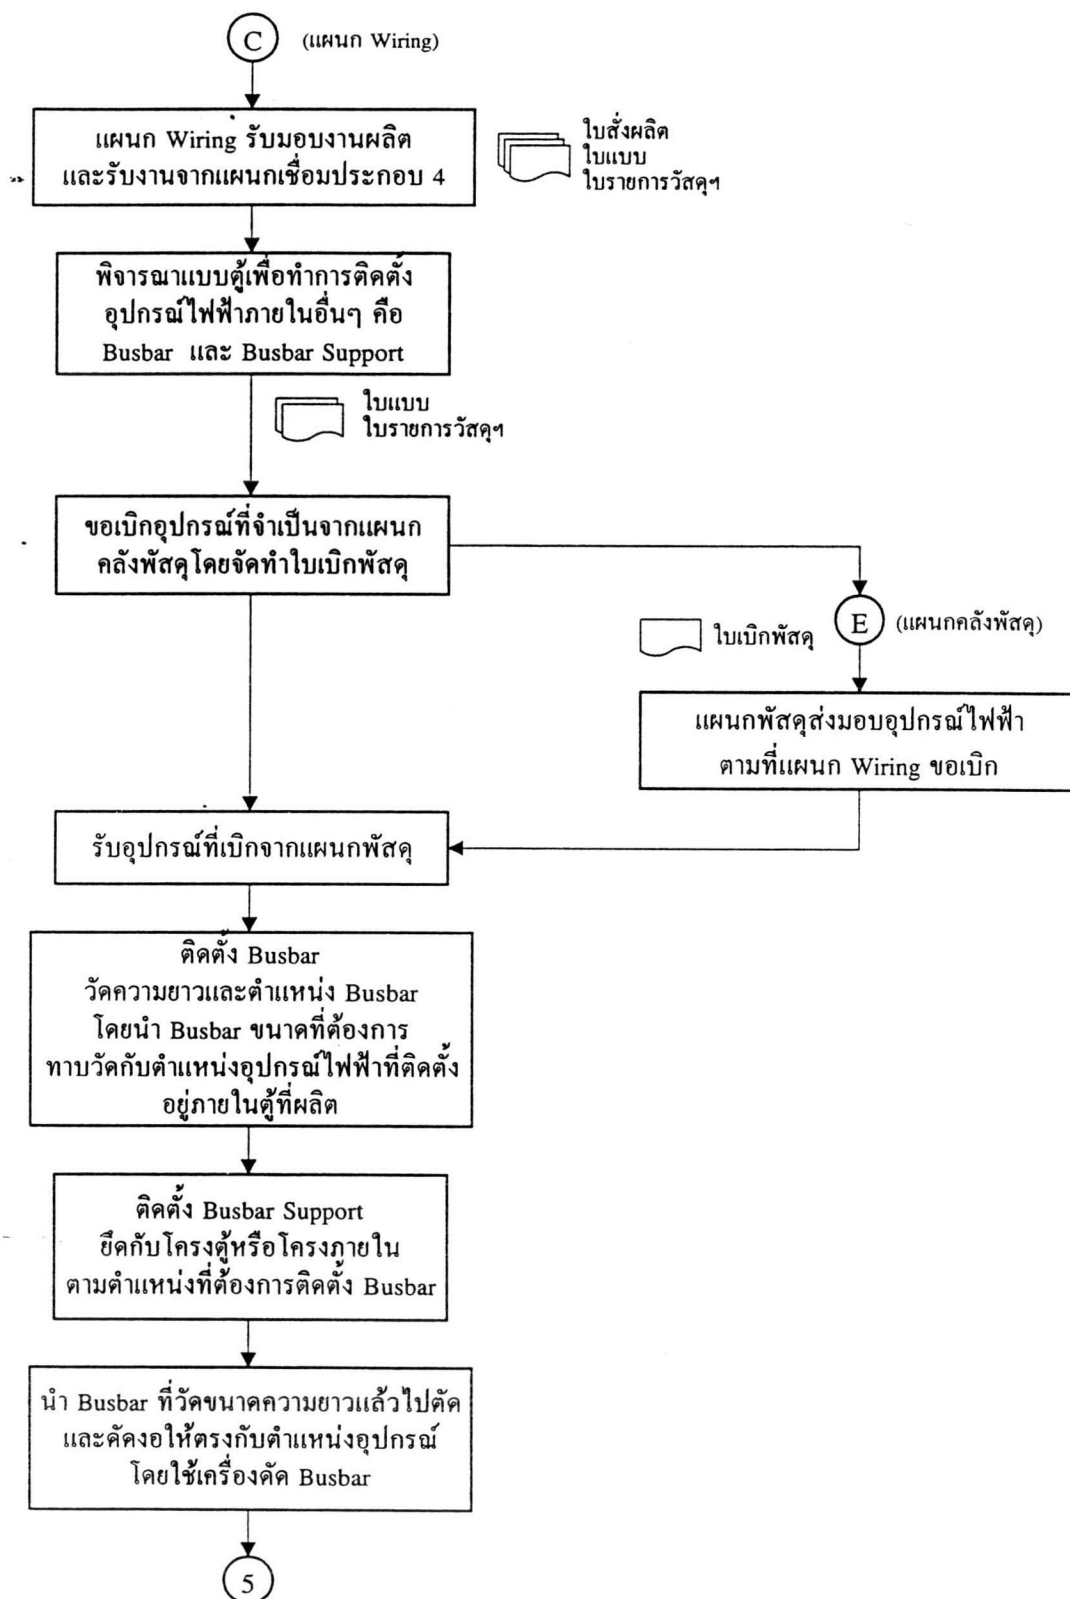 C (แผนก Wiring)
แผนก Wiring รับมอบงานผลิต
และรับงานจากแผนกเชื่อมประกอบ 4
ใบสั่งผลิต
ใบแบบ
ใบรายการวัสดุฯ
พิจารณาแบบตู้เพื่อทำการติดตั้ง
อุปกรณ์ไฟฟ้าภายในอื่นๆ คือ
Busbar และ Busbar Support
ใบแบบ
ใบรายการวัสดุฯ
ขอเบิกอุปกรณ์ที่จำเป็นจากแผนก
คลังพัสดุโดยจัดทำใบเบิกพัสดุ
E (แผนกคลังพัสดุ)
ใบเบิกพัสดุ
แผนกพัสดุส่งมอบอุปกรณ์ไฟฟ้า
ตามที่แผนก Wiring ขอเบิก
รับอุปกรณ์ที่เบิกจากแผนกพัสดุ
ติดตั้ง Busbar
วัดความยาวและตำแหน่ง Busbar
โดยนำ Busbar ขนาดที่ต้องการ
ทาบวัดกับตำแหน่งอุปกรณ์ไฟฟ้าที่ติดตั้ง
อยู่ภายในตู้ที่ผลิต
ติดตั้ง Busbar Support
ยึดกับโครงตู้หรือโครงภายใน
ตามตำแหน่งที่ต้องการติดตั้ง Busbar
นำ Busbar ที่วัดขนาดความยาวแล้วไปตัด
และดัดงอให้ตรงกับตำแหน่งอุปกรณ์
โดยใช้เครื่องดัด Busbar
5